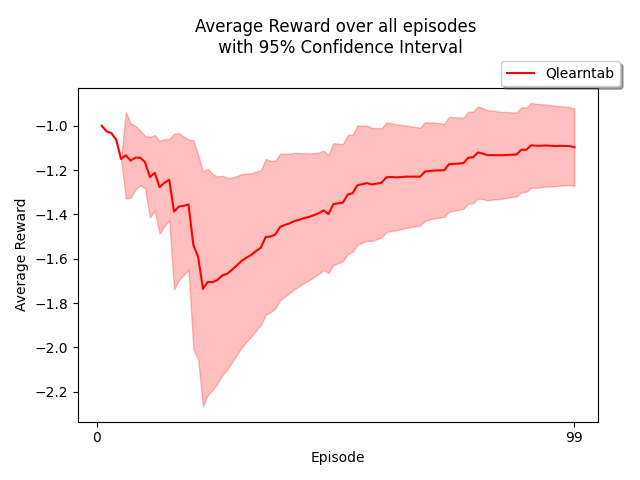 Average Reward over all episodes
with 95% Confidence Interval
Qlearntab
Average Reward
−1.0
−1.2
−1.4
−1.6
−1.8
−2.0
−2.2
0
99
Episode